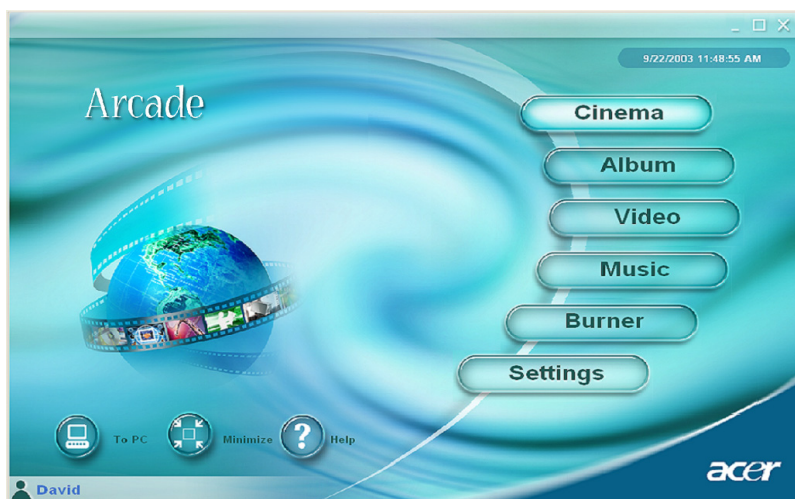 9/22/2003 11:48:55 AM
Arcade
Cinema
Album
Video
Music
Burner
Settings
To PC
Minimize
?
Help
acer
David